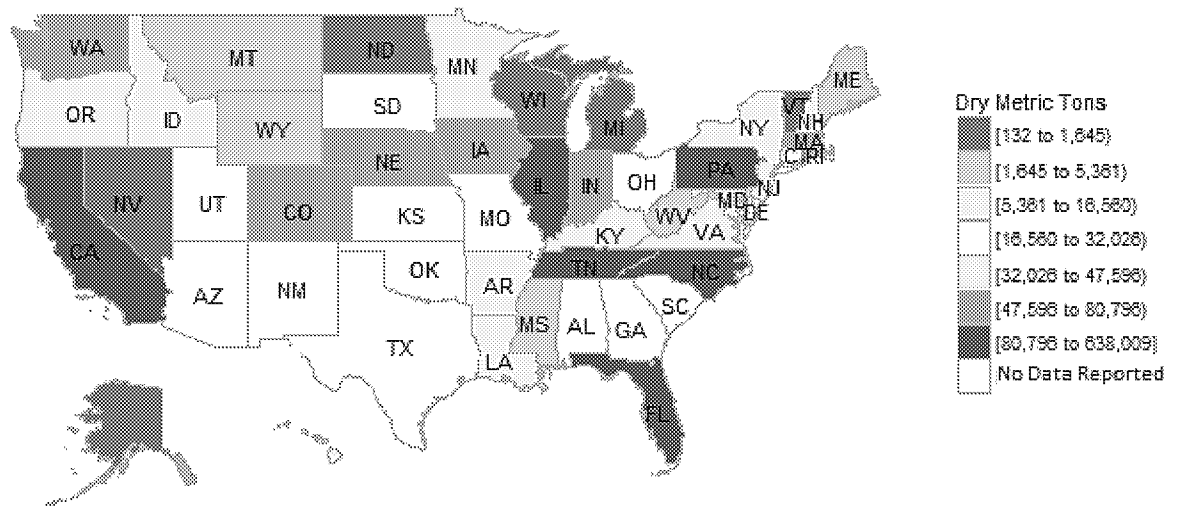 WA
MT
ND
MN
OR
ID
SD
WI
MI
WY
NE
IA
NV
UT
CO
KS
MO
IL
IN
OH
PA
NY
VT
ME
NH
MA
C RI
NJ
MD
DE
WV
VA
KY
CA
AZ
NM
OK
AR
TN
NC
SC
MS
AL
GA
LA
TX
FL
Dry Metric Tons
[132 to 1,645)
[1,645 to 5,361)
[5,361 to 16,560)
[16,560 to 32,026)
[32,026 to 47,596)
[47,596 to 80,796)
[80,796 to 638,009]
No Data Reported